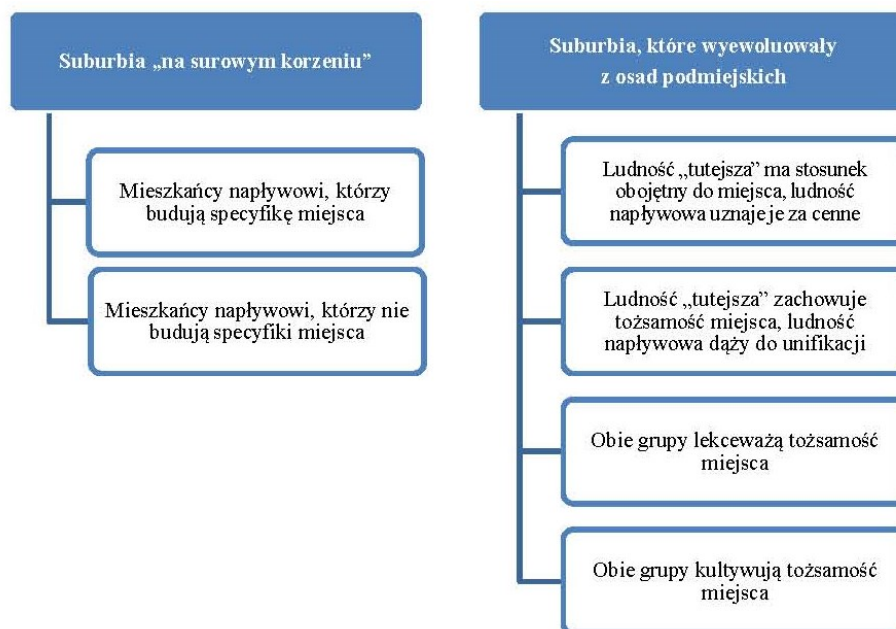 Suburbia „na surowym korzeniu”
Mieszkańcy napływowi, którzy
budują specyfikę miejsca
Mieszkańcy napływowi, którzy nie
budują specyfiki miejsca
Suburbia, które wyewoluowały
z osad podmiejskich
Ludność „tutejsza” ma stosunek
obojętny do miejsca, ludność
napływowa uznaje je za cenne
Ludność „tutejsza” zachowuje
tożsamość miejsca, ludność
napływowa dąży do unifikacji
Obie grupy lekceważą tożsamość
miejsca
Obie grupy kultywują tożsamość
miejsca